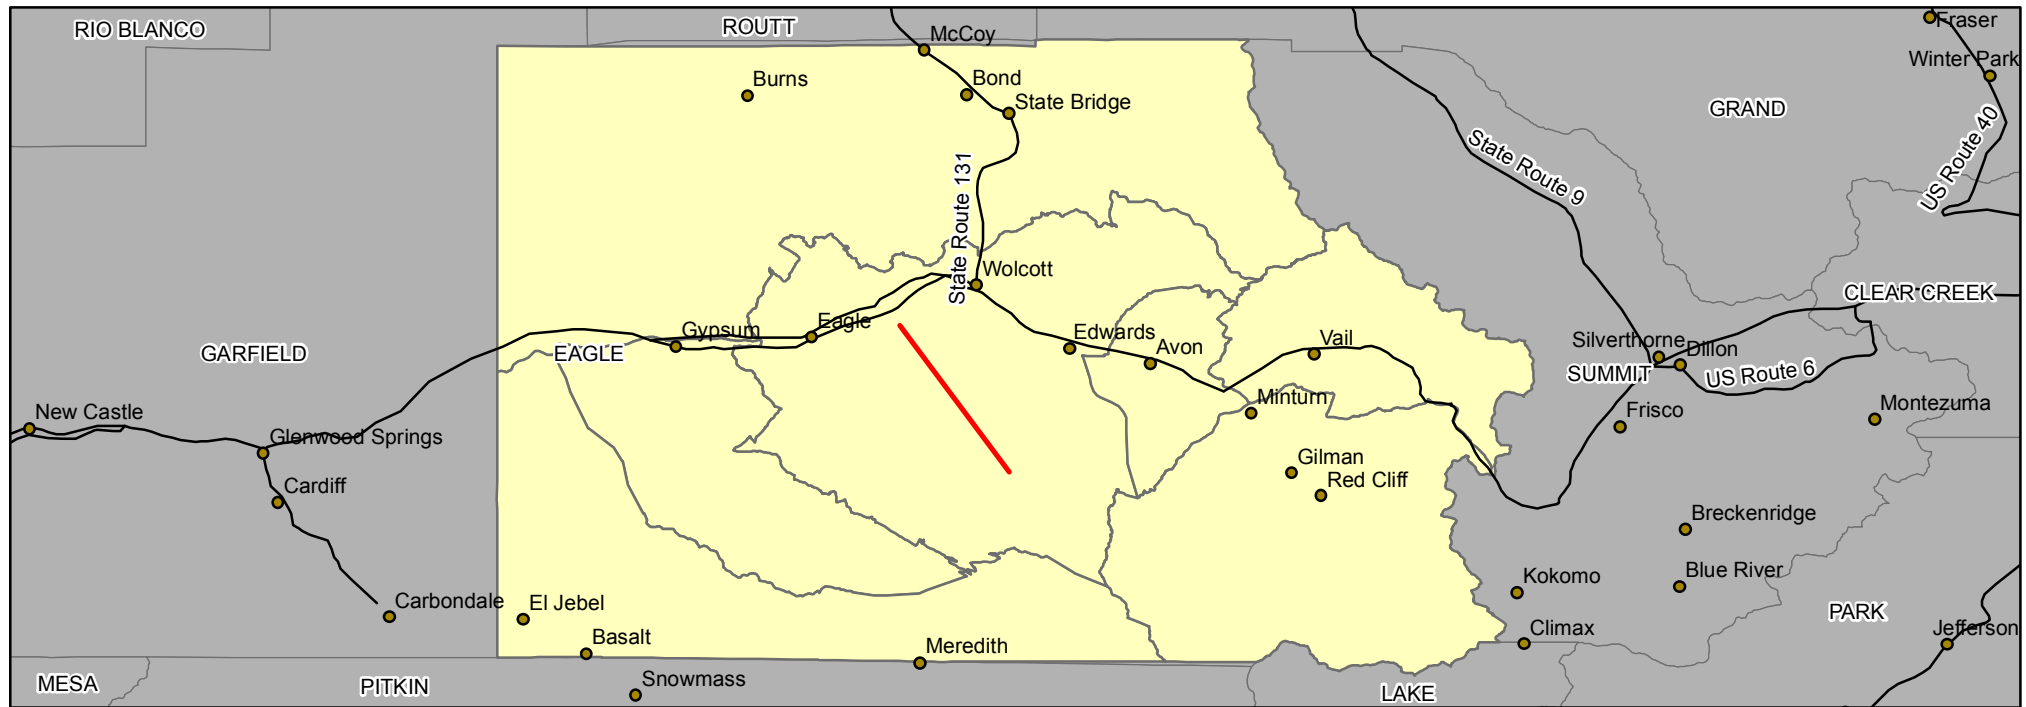 RIO BLANCO
ROUTT
Fraser
McCoy
Winter Park
Burns
Bond
State Bridge
GRAND
US Route 40
State Route 9
State Route 131
Wolcott
CLEAR CREEK
Gypsum
Eagle
Edwards
Avon
Vail
Silverthorne
Dillon
GARFIELD
EAGLE
SUMMIT
US Route 6
New Castle
Minturn
Frisco
Montezuma
Glenwood Springs
Gilman
Cardiff
Red Cliff
Breckenridge
Kokomo
Blue River
Carbondale
El Jebel
PARK
Basalt
Meredith
Climax
Jefferson
MESA
PITKIN
Snowmass
LAKE